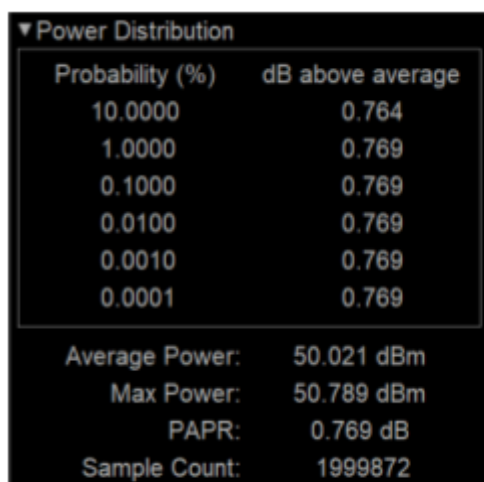 ▼Power Distribution
Probability (%) dB above average
10.0000 0.764
1.0000 0.769
0.1000 0.769
0.0100 0.769
0.0010 0.769
0.0001 0.769
Average Power: 50.021 dBm
Max Power: 50.789 dBm
PAPR: 0.769 dB
Sample Count: 1999872